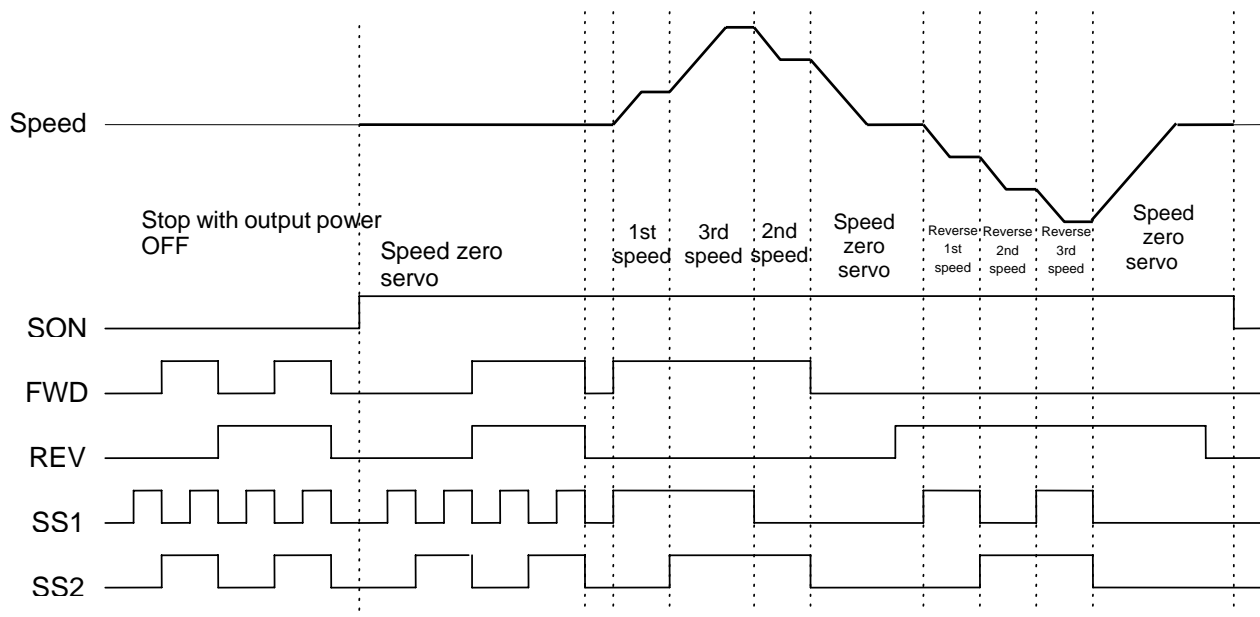 Speed
Stop with output power
OFF
Speed zero
servo
1st
speed
3rd
speed
2nd
speed
Speed
zero
servo
Reverse
1st
speed
Reverse
2nd
speed
Reverse
3rd
speed
Speed
zero
servo
SON
FWD
REV
SS1
SS2